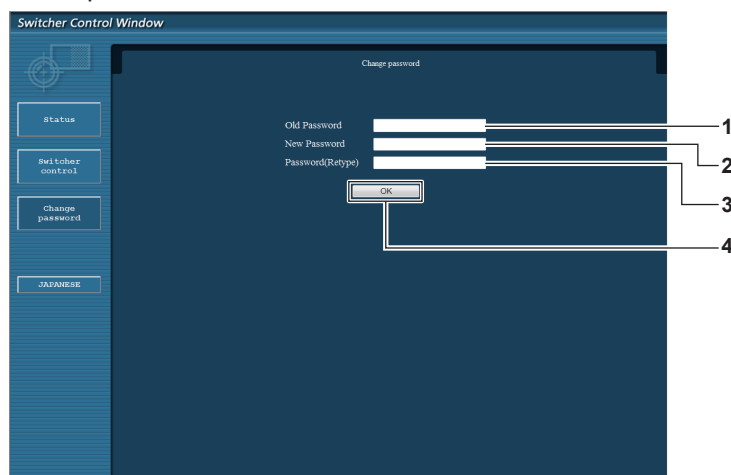 Switcher Control Window
Change password
Status
Switcher
control
Change
password
JAPANESE
Old Password
New Password
Password(Retype)
OK
1
2
3
4